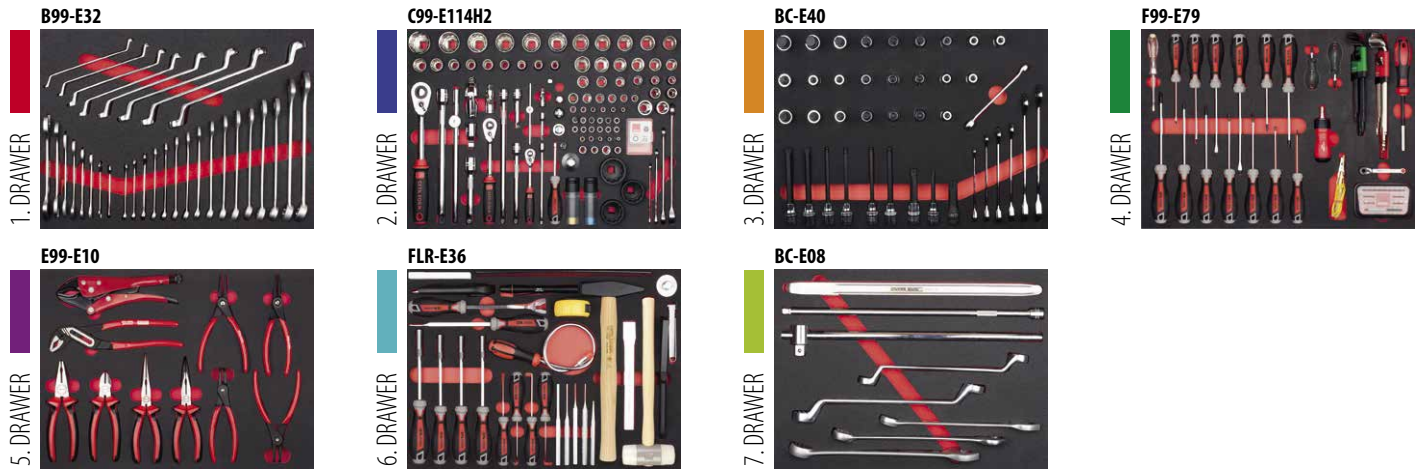 B99-E32
1. DRAWER
C99-E114H2
2. DRAWER
BC-E40
3. DRAWER
F99-E79
4. DRAWER
E99-E10
5. DRAWER
FLR-E36
6. DRAWER
BC-E08
7. DRAWER